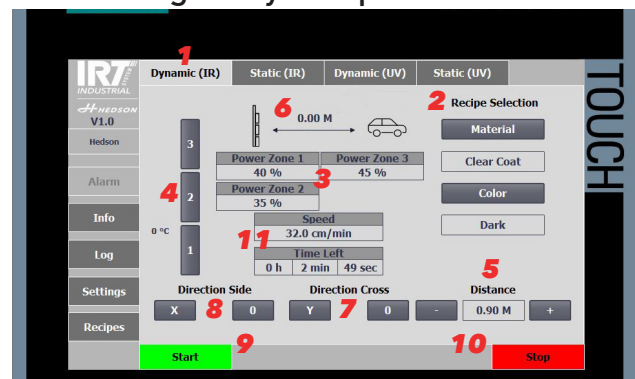 1
Dynamic (IR) Static (IR) Dynamic (UV) Static (UV)
IRT
SYSTEM
INDUSTRIAL
HEDSON
V1.0
Hedson
Alarm
Info
Log
Settings
Recipes
6
0.00 M
2 Recipe Selection
Material
Clear Coat
Color
Dark
3
4 2
1
0 °C
Power Zone 1 Power Zone 3
40 % 45 %
Power Zone 2 3
35 %
Speed
32.0 cm/min
11
Time Left
0 h 2 min 49 sec
5
Direction Side Direction Cross Distance
X 8 0 Y 7 0 - 0.90 M +
9 10
Start Stop
TOUCH